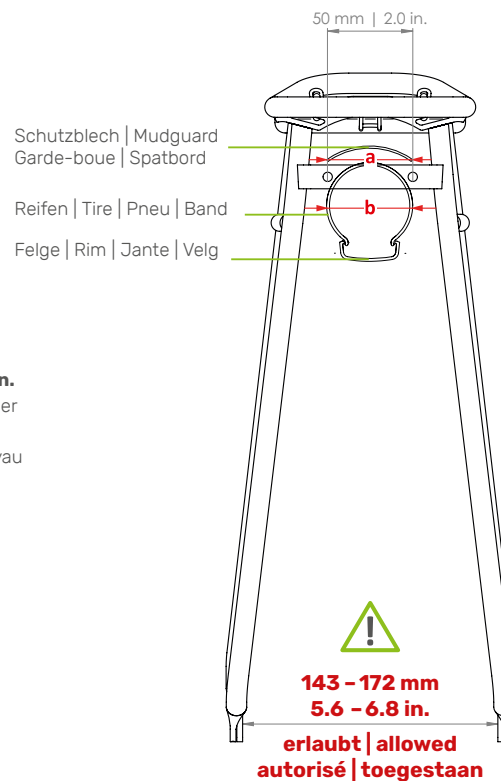 50 mm | 2.0 in.
Schutzblech | Mudguard
Garde-boue | Spatbord
a
Reifen | Tire | Pneu | Band
b
Felge | Rim | Jante | Velg
n.
er
au
!
143 – 172 mm
5.6 – 6.8 in.
erlaubt | allowed
autorisé | toegestaan